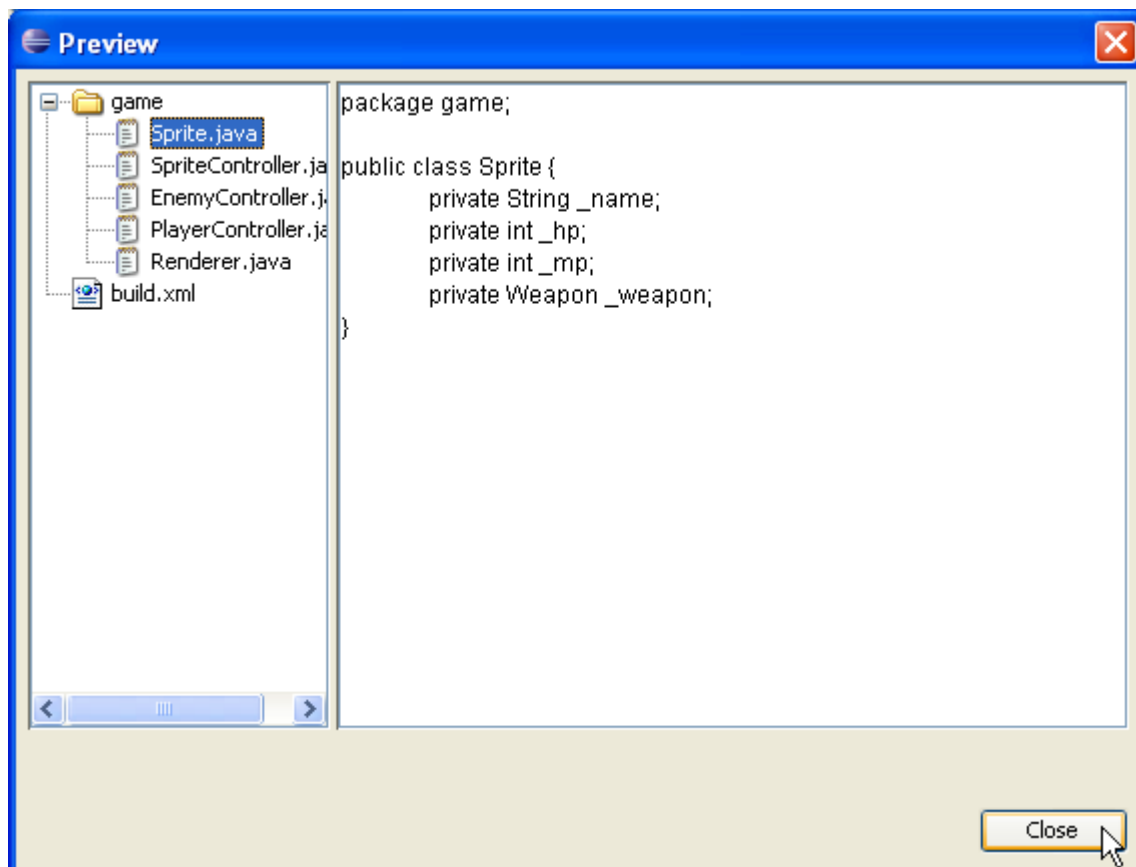 Preview
game
Sprite.java
SpriteController.ja
EnemyController.j
PlayerController.ja
Renderer.java
build.xml
package game;
public class Sprite {
private String _name;
private int _hp;
private int _mp;
private Weapon _weapon;
}
Close